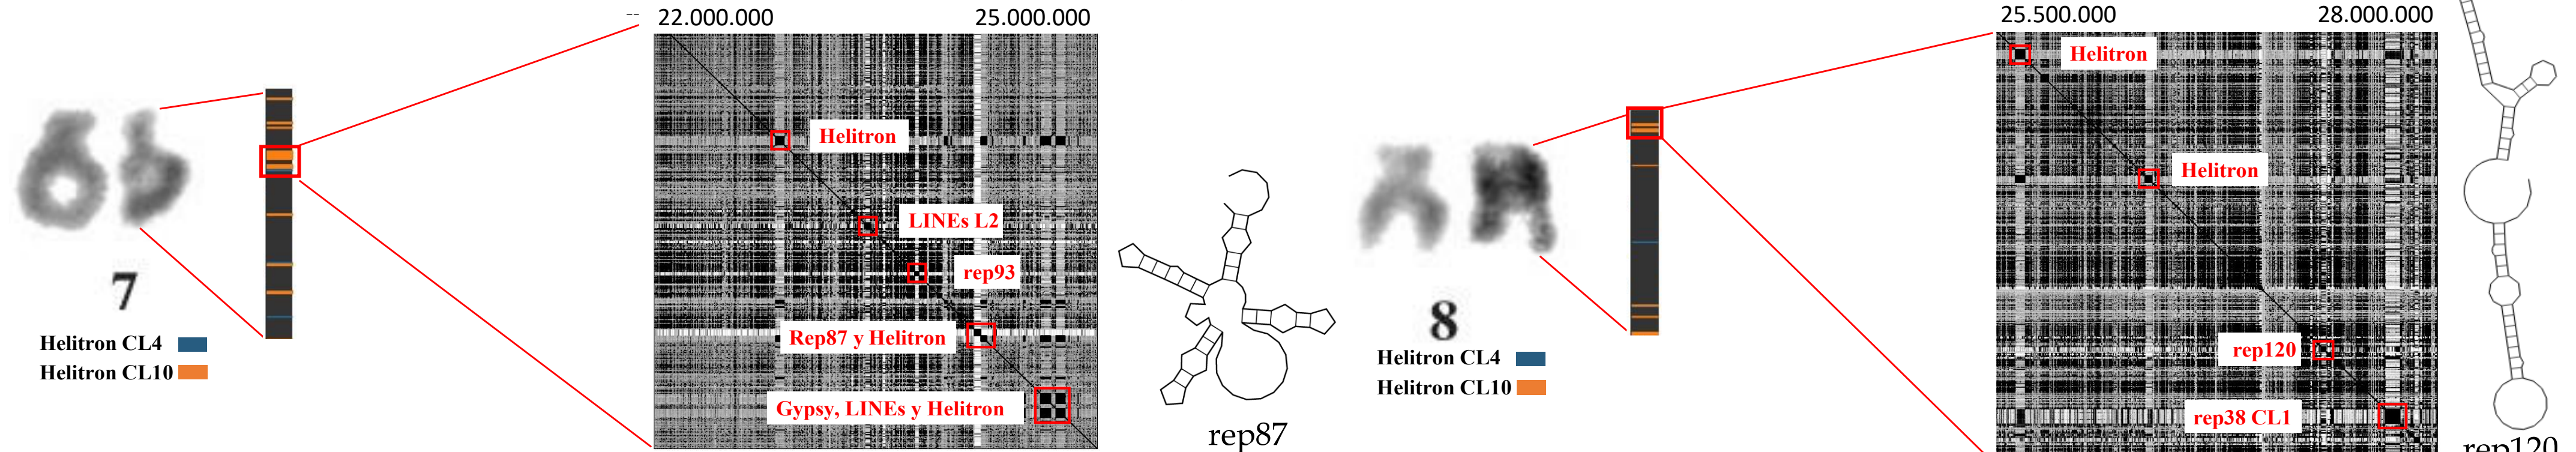 22.000.000 25.000.000
Helitron
LINEs L2
rep93
Rep87 y Helitron
Gypsy, LINEs y Helitron
7
Helitron CL4
Helitron CL10
rep87
25.500.000 28.000.000
Helitron
Helitron
rep120
rep38 CL1
8
Helitron CL4
Helitron CL10
rep120